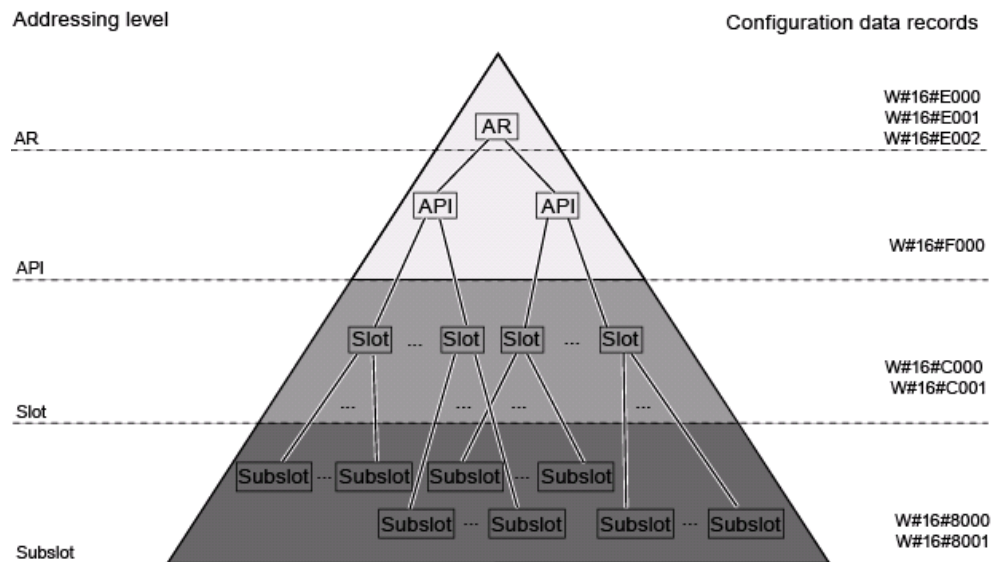 Addressing level
Configuration data records
W#16#E000
AR
W#16#E001
AR
W#16#E002
API
API
W#16#F000
API
Slot
...
Slot
Slot
...
Slot
W#16#C000
W#16#C001
...
...
...
...
Slot
Subslot
...
Subslot
Subslot
...
Subslot
Subslot
...
Subslot
Subslot
...
Subslot
W#16#8000
W#16#8001
Subslot